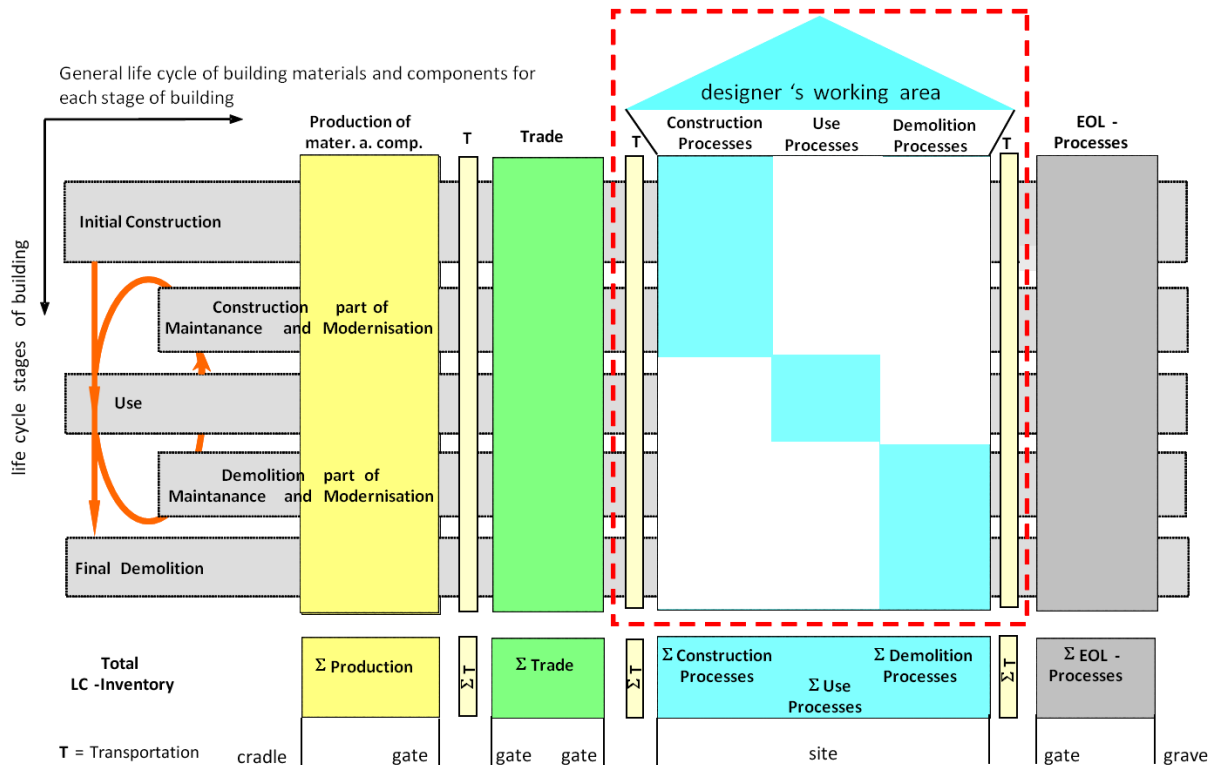 General life cycle of building materials and components for
each stage of building
designer 's working area
Production of
mater. a. comp.
T
Trade
T
Construction
Processes
Use
Processes
Demolition
Processes
T
EOL -
Processes
life cycle stages of building
Initial Construction
Construction part of
Maintanance and Modernisation
Use
Demolition part of
Maintanance and Modernisation
Final Demolition
Total
LC -Inventory
Σ Production
Σ T
Σ Trade
Σ T
Σ Construction
Processes
Σ Use
Processes
Σ Demolition
Processes
Σ T
Σ EOL -
Processes
T = Transportation
cradle
gate
gate
gate
site
gate
grave